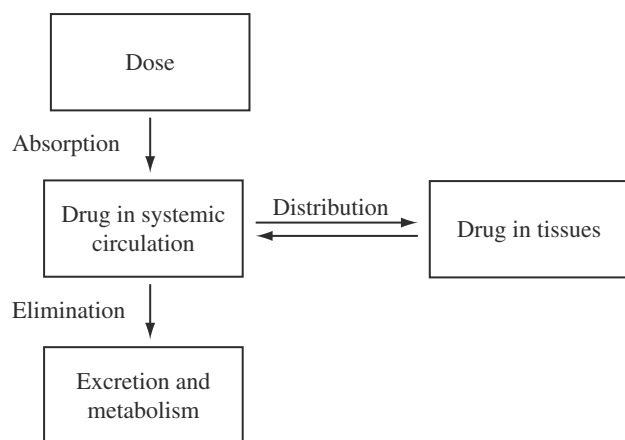 Dose
Absorption
Drug in systemic
circulation
Distribution
Drug in tissues
Elimination
Excretion and
metabolism